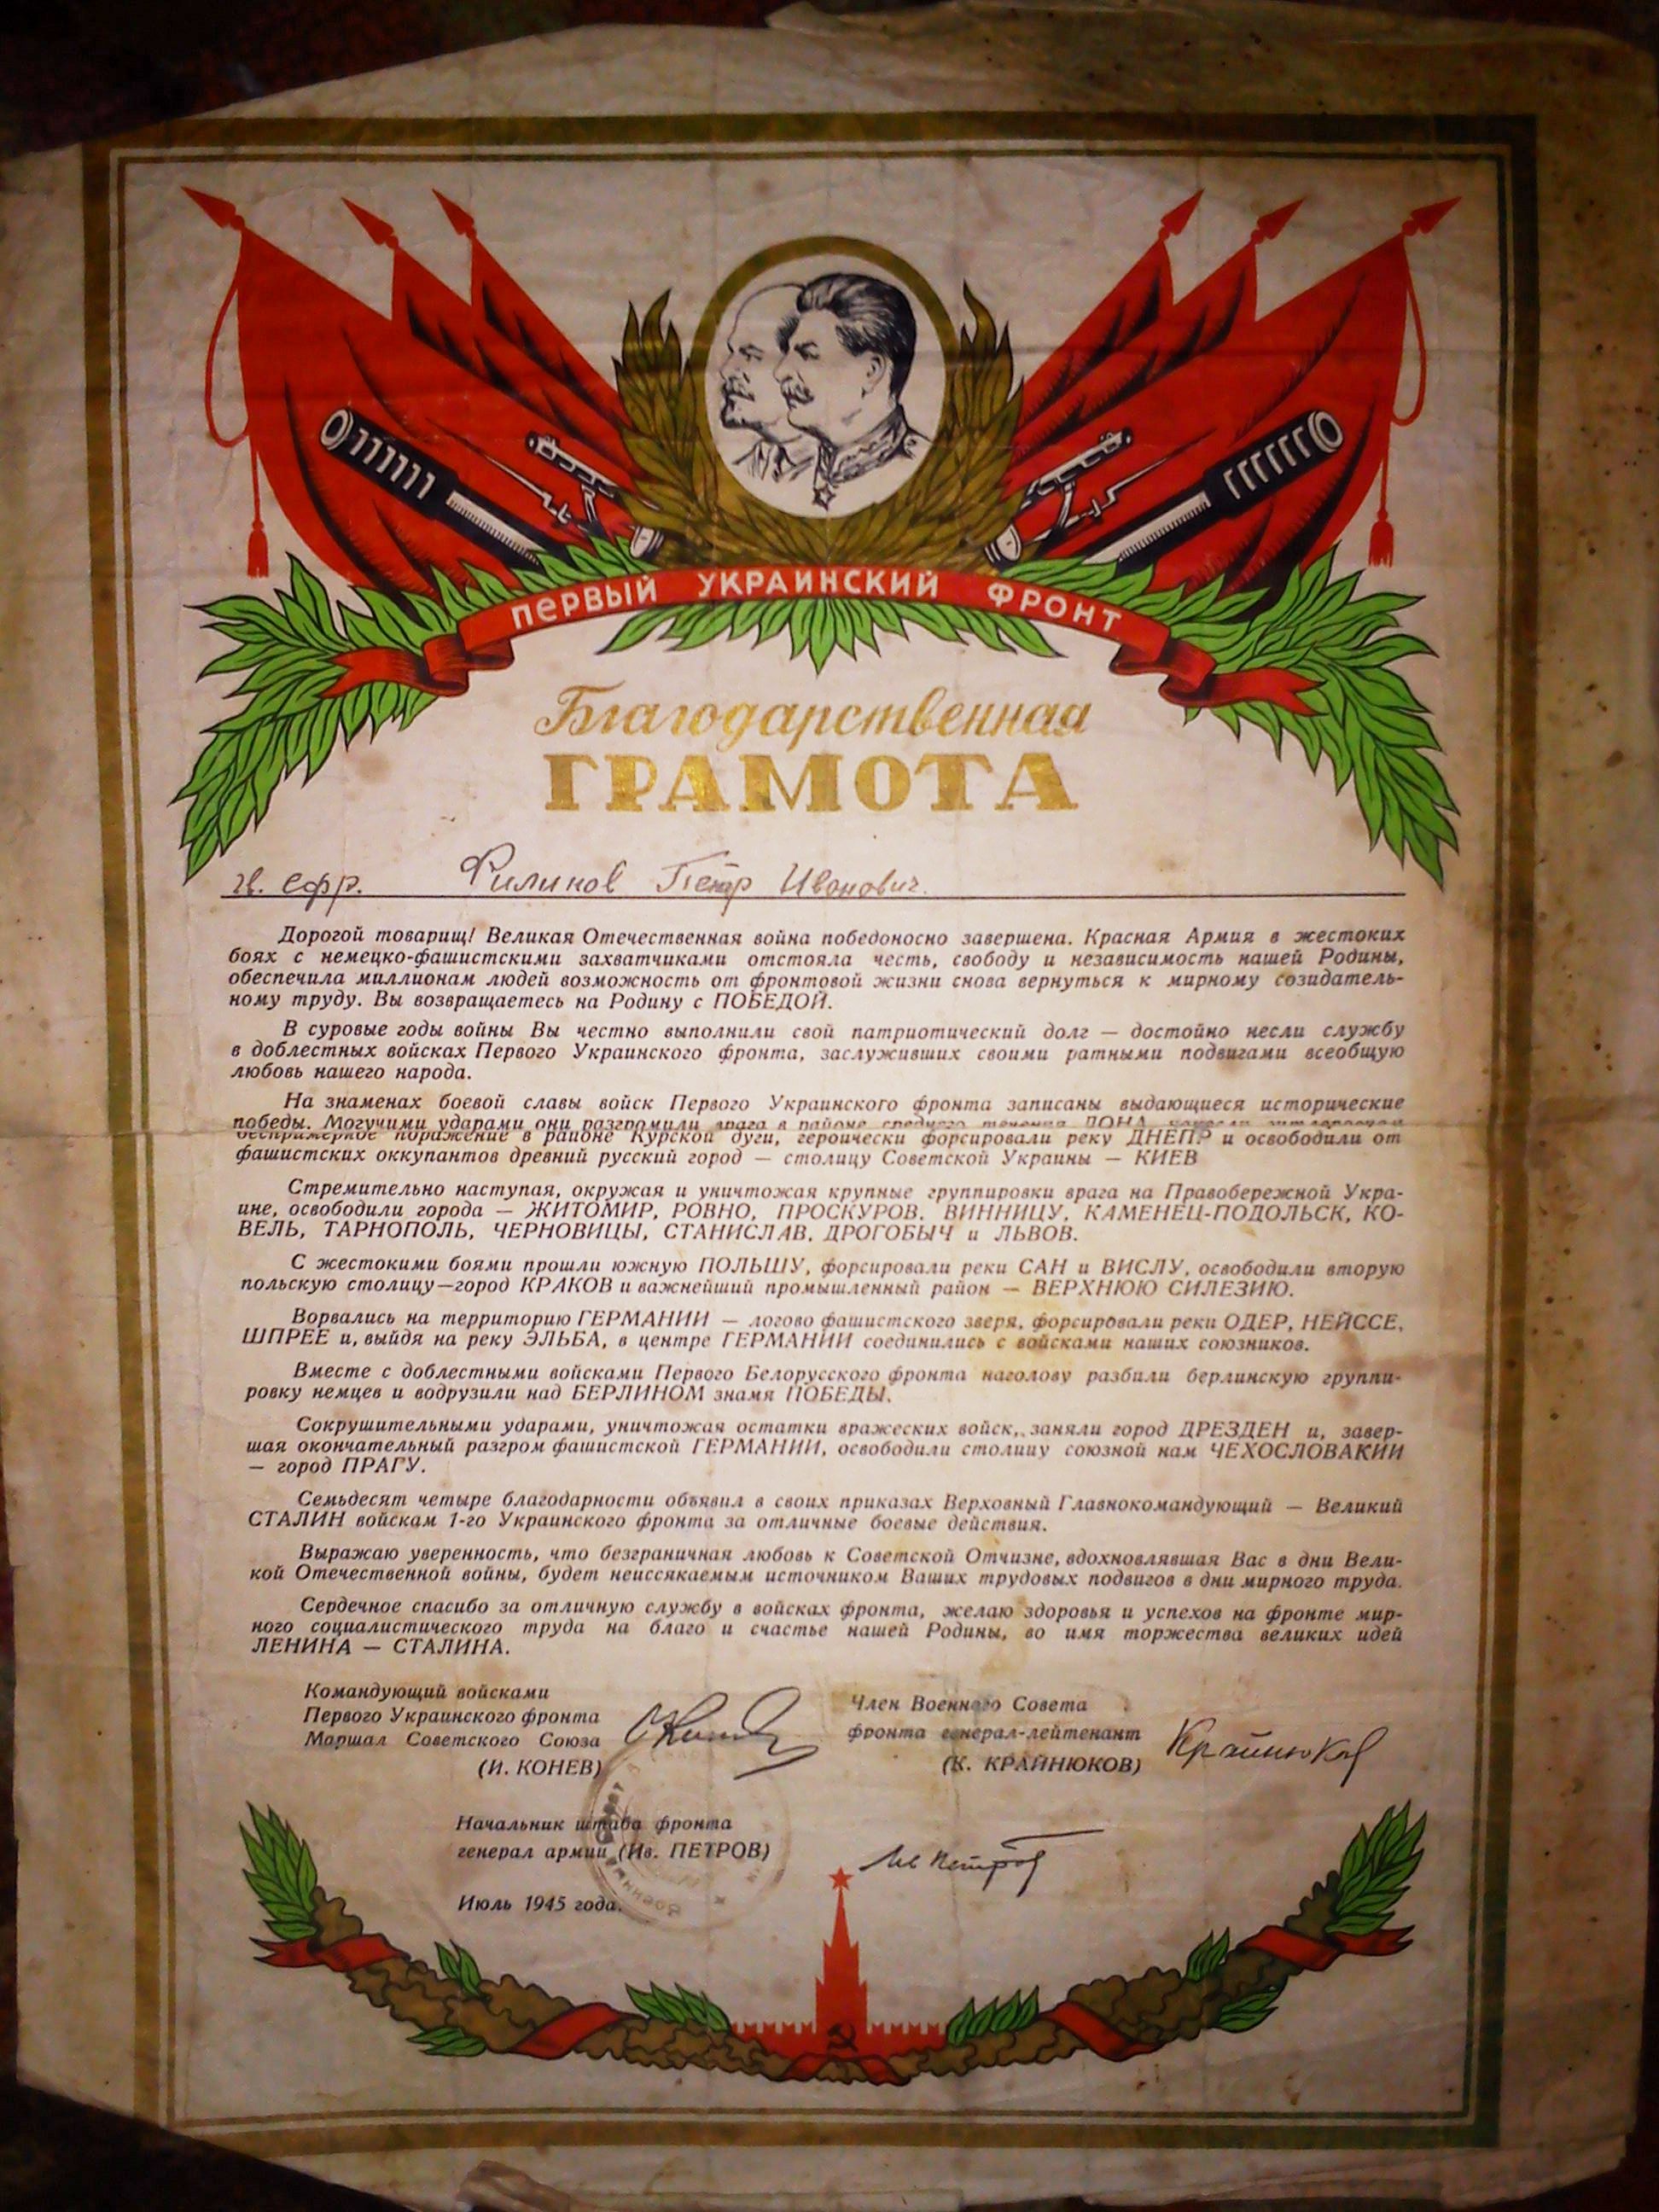 ПЕРВЫЙ УКРАИНСКИЙ ФРОНТ
Благодарственная
ГРАМОТА
гв. ефр. Филинов Пётр Иванович.
Дорогой товарищ! Великая Отечественная война победоносно завершена. Красная Армия в жестоких
боях с немецко-фашистскими захватчиками отстояла честь, свободу и независимость нашей Родины,
обеспечила миллионам людей возможность от фронтовой жизни снова вернуться к мирному созидатель-
ному труду. Вы возвращаетесь на Родину с ПОБЕДОЙ.
В суровые годы войны Вы честно выполнили свой патриотический долг — достойно несли службу
в доблестных войсках Первого Украинского фронта, заслуживших своими ратными подвигами всеобщую
любовь нашего народа.
На знаменах боевой славы войск Первого Украинского фронта записаны выдающиеся исторические
победы. Могучими ударами они разгромили врага в районе среднего течения ДОНА, нанесли
беспримерное поражение в районе Курской дуги, героически форсировали реку ДНЕПР и освободили от
фашистских оккупантов древний русский город — столицу Советской Украины — КИЕВ
Стремительно наступая, окружая и уничтожая крупные группировки врага на Правобережной Укра-
ине, освободили города — ЖИТОМИР, РОВНО, ПРОСКУРОВ, ВИННИЦУ, КАМЕНЕЦ-ПОДОЛЬСК, КО-
ВЕЛЬ, ТАРНОПОЛЬ, ЧЕРНОВИЦЫ, СТАНИСЛАВ, ДРОГОБЫЧ и ЛЬВОВ.
С жестокими боями прошли южную ПОЛЬШУ, форсировали реки САН и ВИСЛУ, освободили вторую
польскую столицу—город КРАКОВ и важнейший промышленный район — ВЕРХНЮЮ СИЛЕЗИЮ.
Ворвались на территорию ГЕРМАНИИ — логово фашистского зверя, форсировали реки ОДЕР, НЕЙССЕ,
ШПРЕЕ и, выйдя на реку ЭЛЬБА, в центре ГЕРМАНИИ соединились с войсками наших союзников.
Вместе с доблестными войсками Первого Белорусского фронта наголову разбили берлинскую группи-
ровку немцев и водрузили над БЕРЛИНОМ знамя ПОБЕДЫ.
Сокрушительными ударами, уничтожая остатки вражеских войск, заняли город ДРЕЗДЕН и, завер-
шая окончательный разгром фашистской ГЕРМАНИИ, освободили столицу союзной нам ЧЕХОСЛОВАКИИ
— город ПРАГУ.
Семьдесят четыре благодарности объявил в своих приказах Верховный Главнокомандующий — Великий
СТАЛИН войскам 1-го Украинского фронта за отличные боевые действия.
Выражаю уверенность, что безграничная любовь к Советской Отчизне, вдохновлявшая Вас в дни Вели-
кой Отечественной войны, будет неиссякаемым источником Ваших трудовых подвигов в дни мирного труда.
Сердечное спасибо за отличную службу в войсках фронта, желаю здоровья и успехов на фронте мир-
ного социалистического труда на благо и счастье нашей Родины, во имя торжества великих идей
ЛЕНИНА — СТАЛИНА.
Командующий войсками
Первого Украинского фронта
Маршал Советского Союза
(И. КОНЕВ)
Член Военного Совета
фронта генерал-лейтенант
(К. КРАЙНЮКОВ)
Крайнюков
Начальник штаба фронта
генерал армии (Ив. ПЕТРОВ)
Ив Петров
Июль 1945 года.